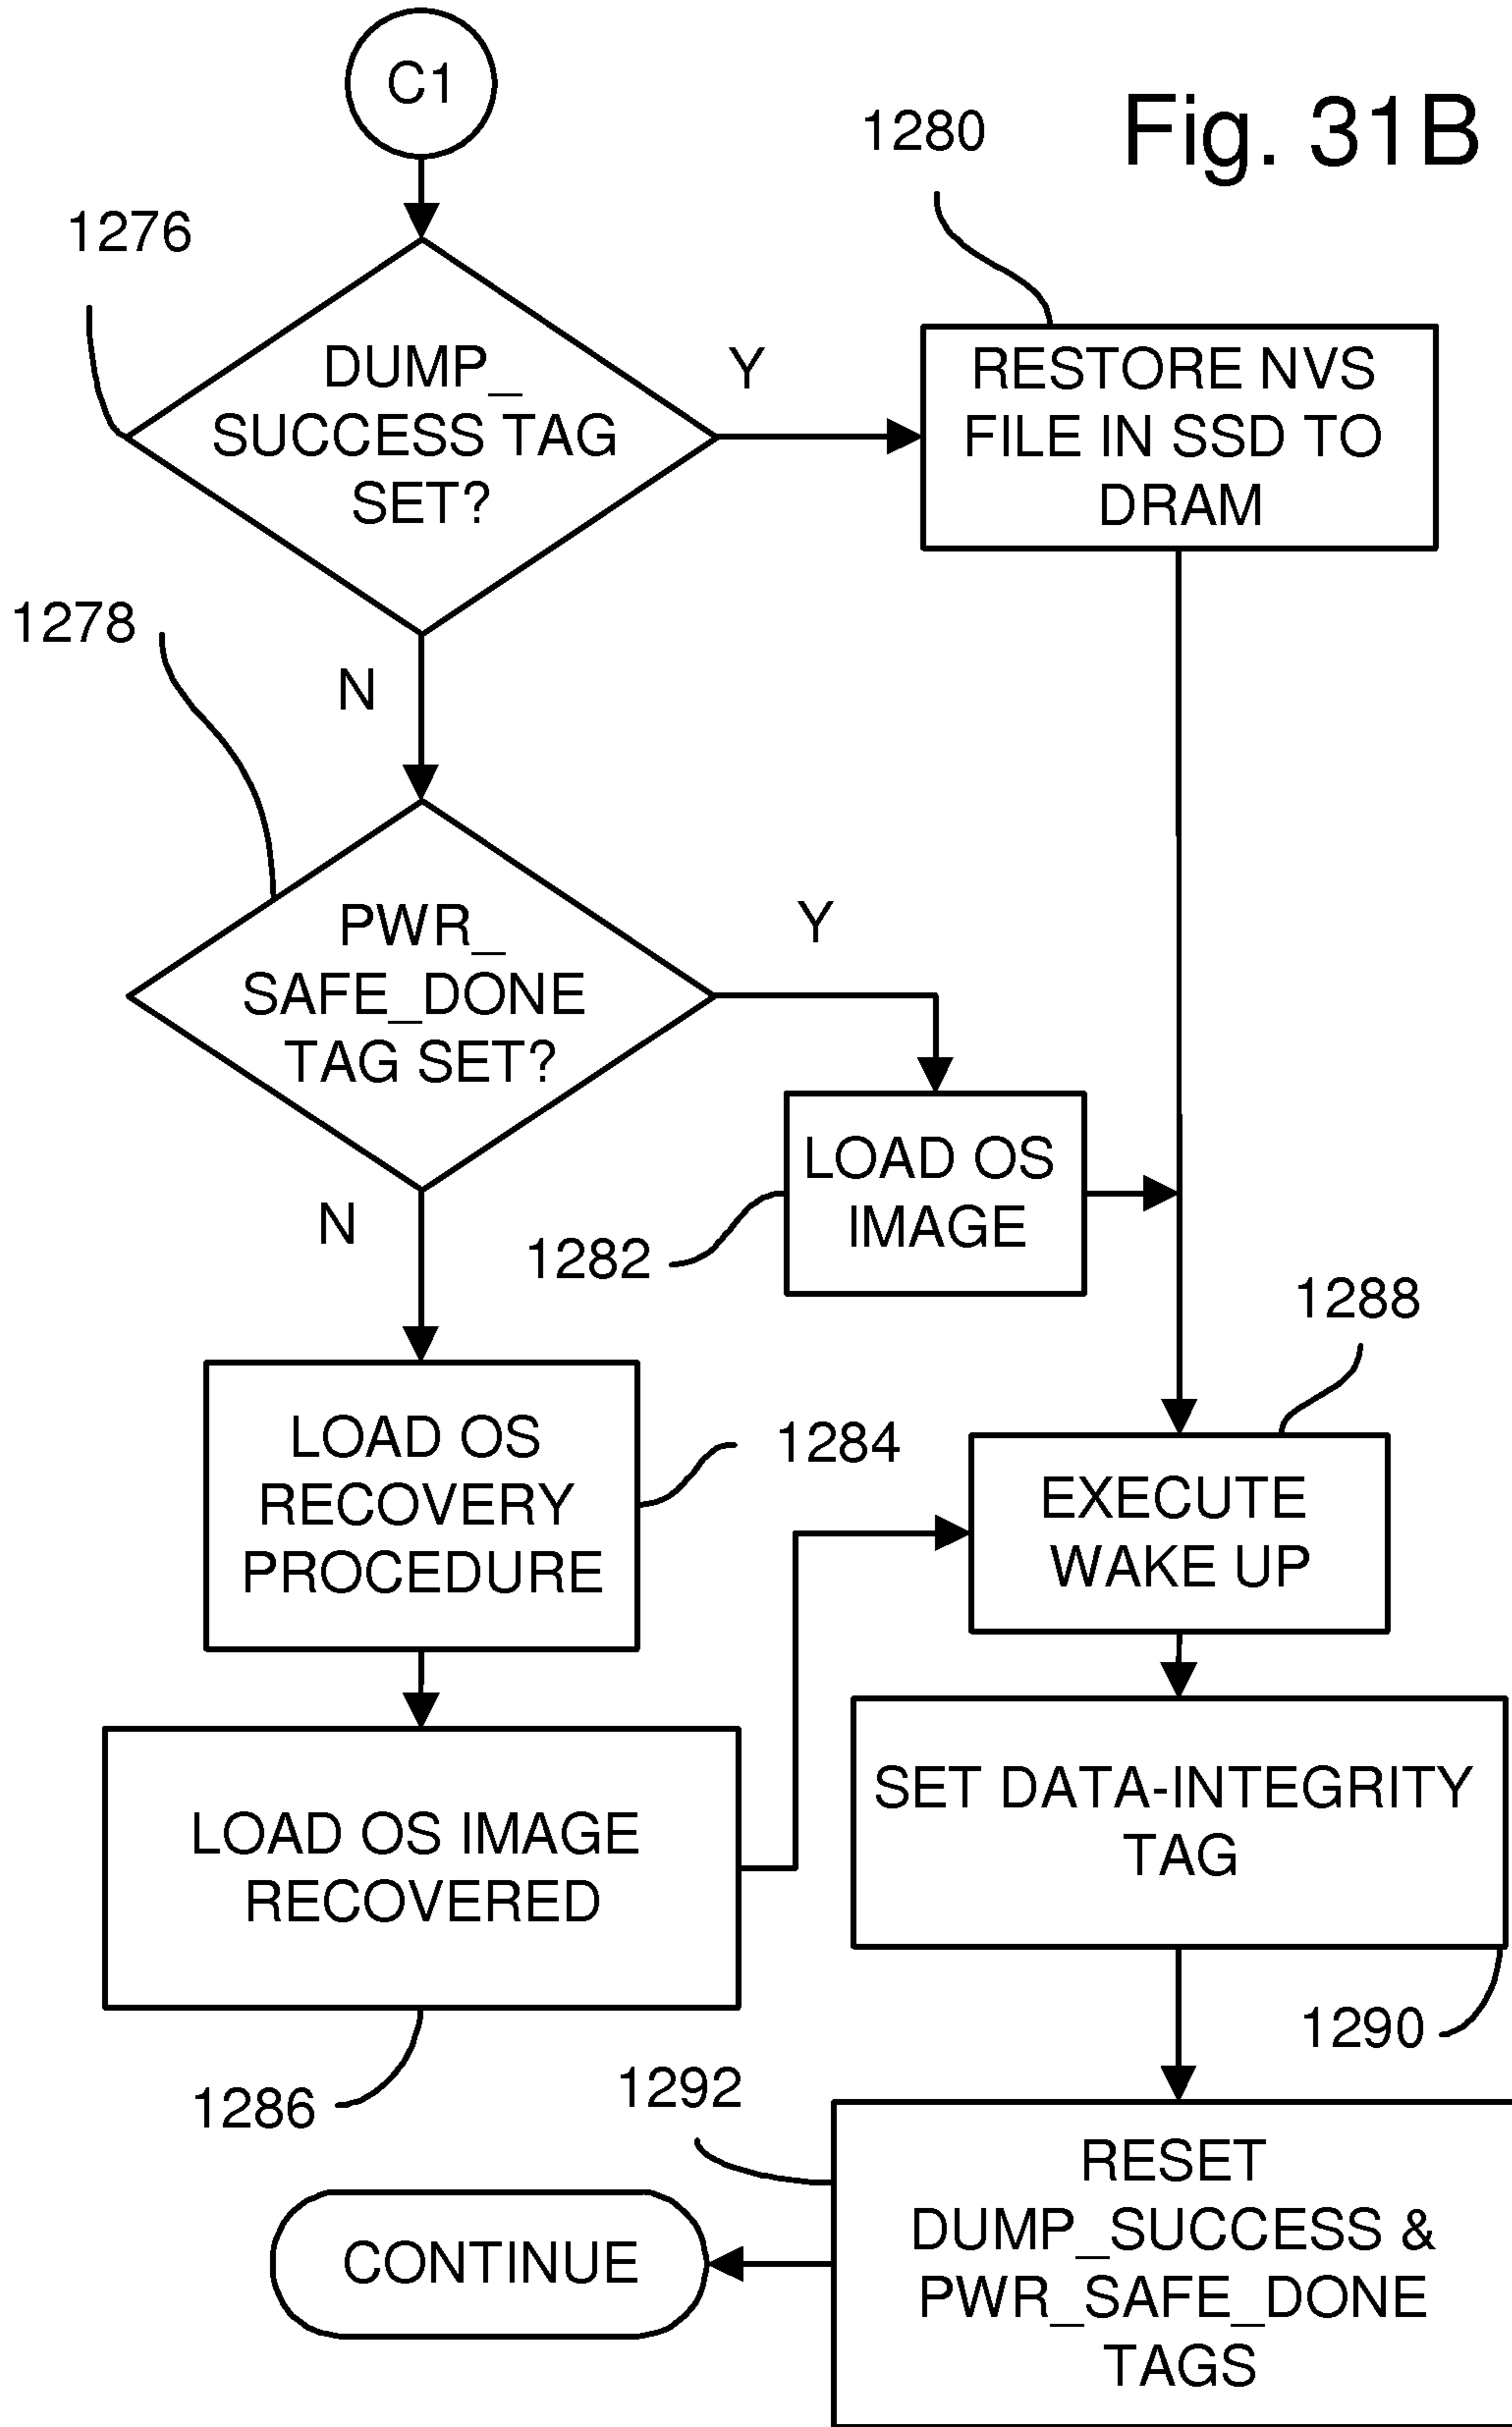 C1
Fig. 31B
1280
1276
DUMP_
SUCCESS TAG
SET?
Y
RESTORE NVS
FILE IN SSD TO
DRAM
1278
N
PWR_
SAFE_DONE
TAG SET?
Y
LOAD OS
IMAGE
1282
N
1288
LOAD OS
RECOVERY
PROCEDURE
1284
EXECUTE
WAKE UP
SET DATA-INTEGRITY
TAG
LOAD OS IMAGE
RECOVERED
1290
1286
1292
RESET
DUMP_SUCCESS &
PWR_SAFE_DONE
TAGS
CONTINUE